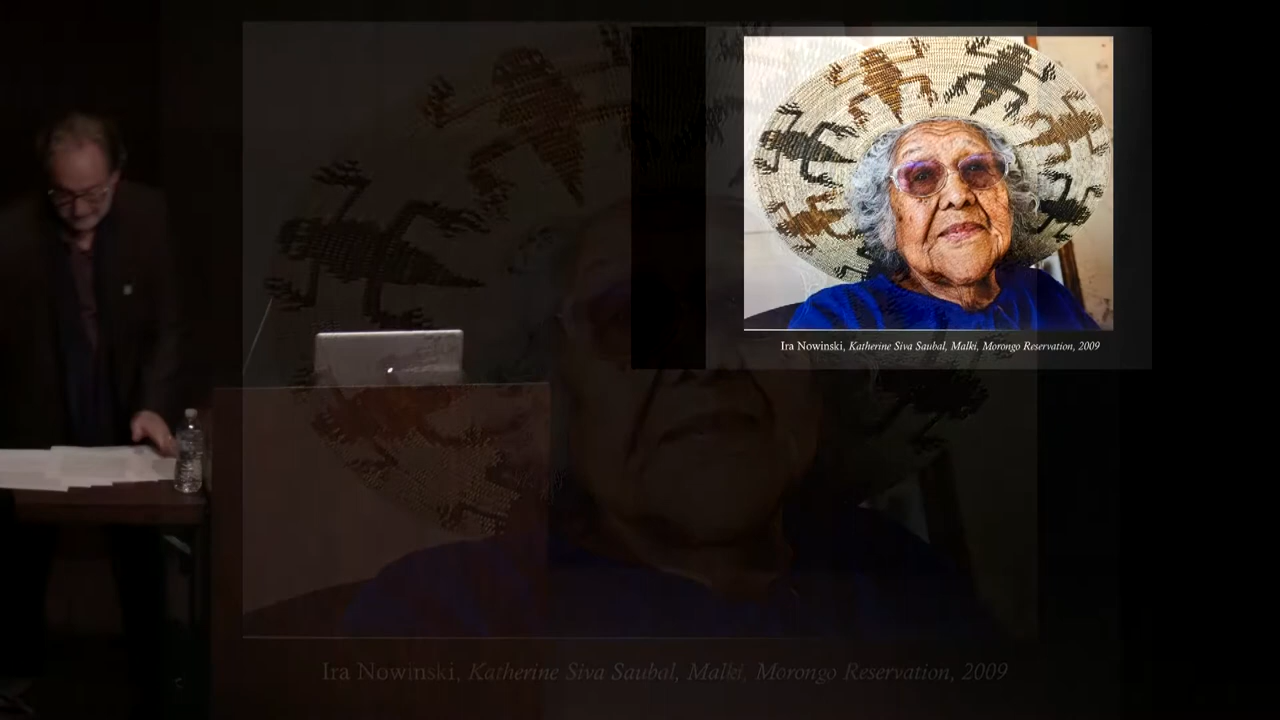 Ira Nowinski, Katherine Siva Saubal, Malki, Morongo Reservation, 2009
Ira Nowinski, Katherine Siva Saubal, Malki, Morongo Reservation, 2009